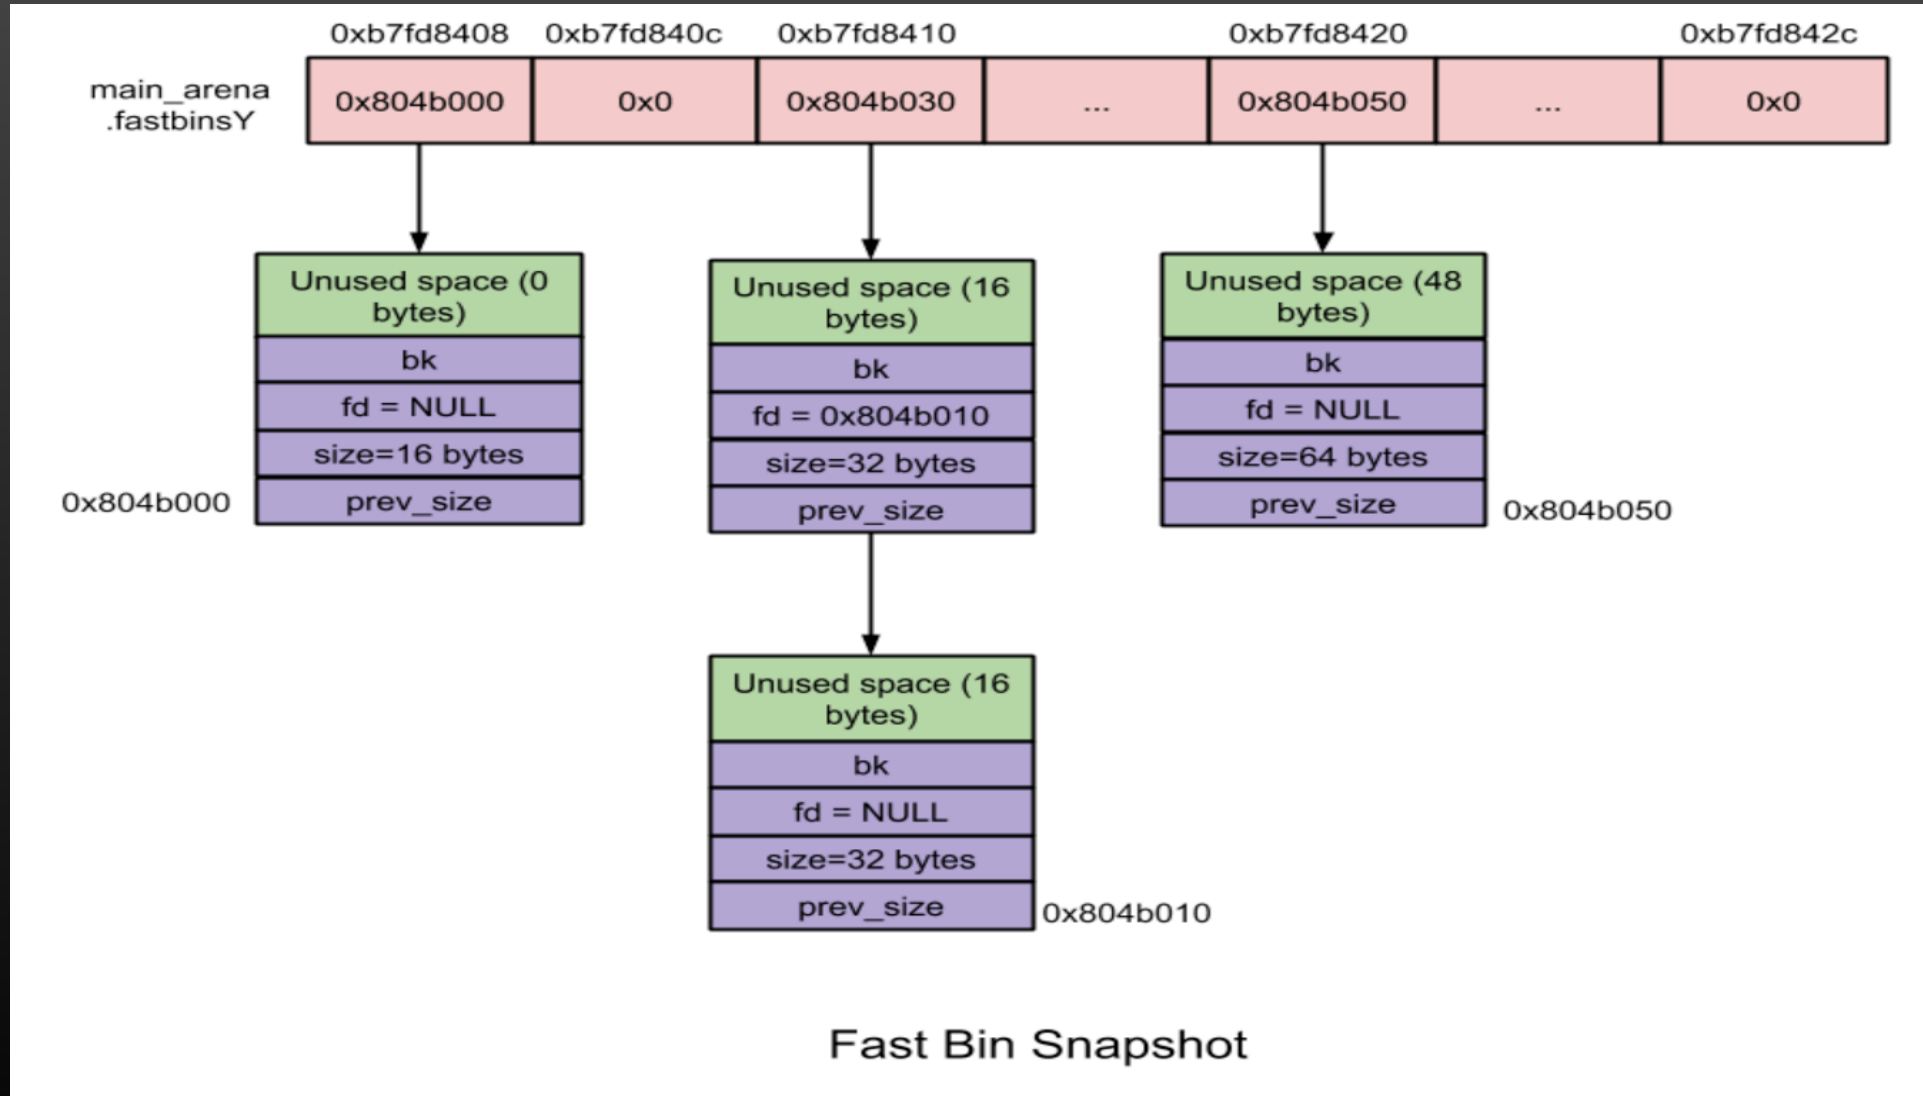 0xb7fd8408 0xb7fd840c 0xb7fd8410 0xb7fd8420 0xb7fd842c
main_arena
.fastbinsY
0x804b000 0x0 0x804b030 ... 0x804b050 ... 0x0
Unused space (0
bytes)
bk
fd = NULL
size=16 bytes
prev_size
0x804b000
Unused space (16
bytes)
bk
fd = 0x804b010
size=32 bytes
prev_size
Unused space (48
bytes)
bk
fd = NULL
size=64 bytes
prev_size
0x804b050
Unused space (16
bytes)
bk
fd = NULL
size=32 bytes
prev_size
0x804b010
Fast Bin Snapshot